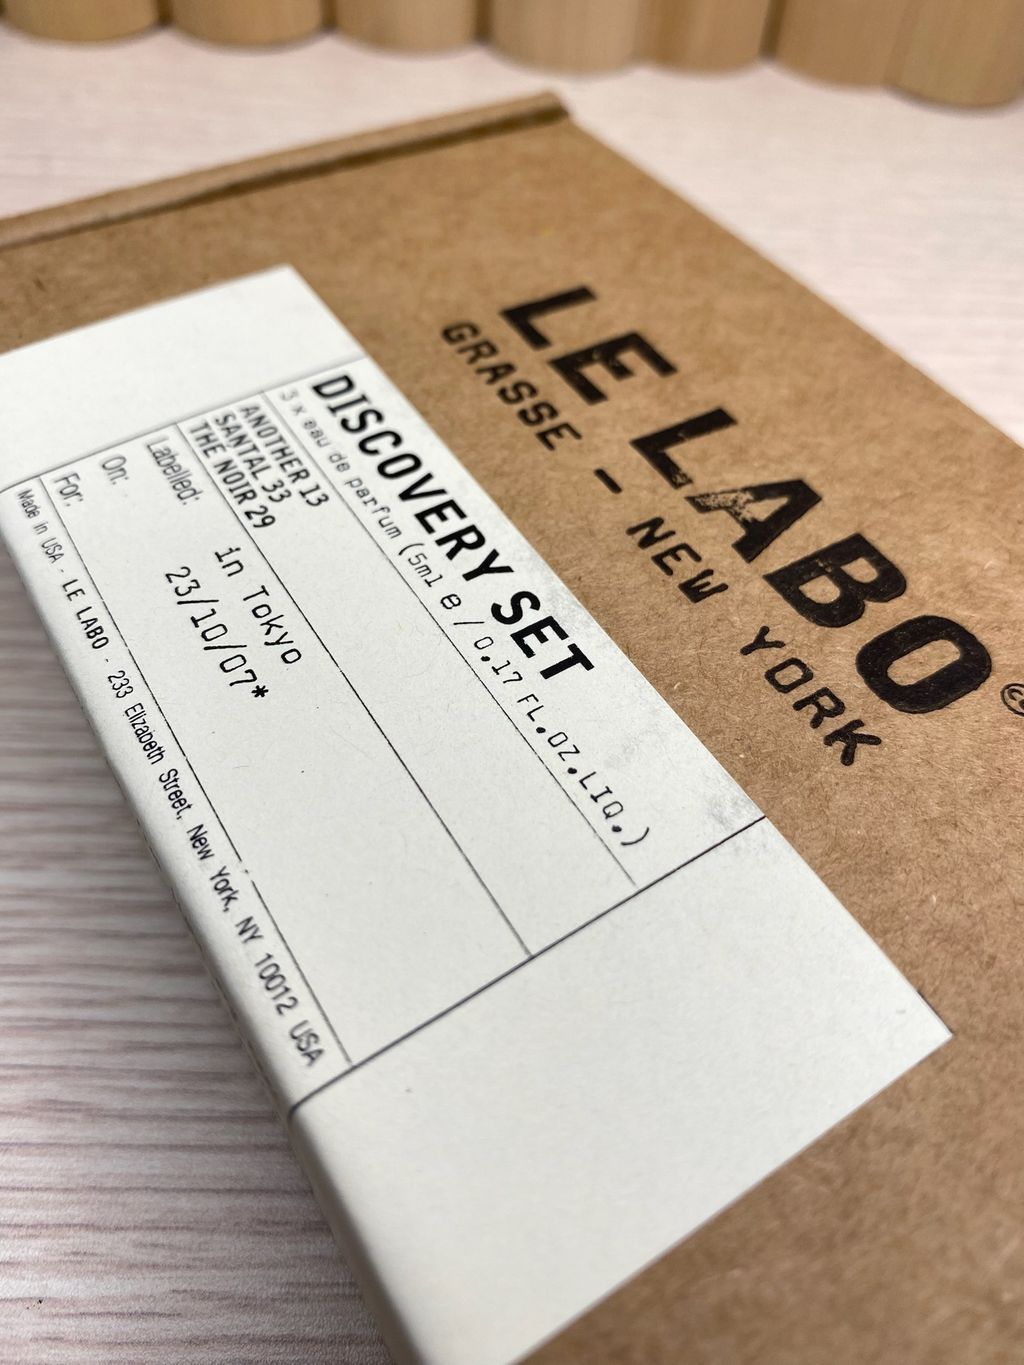 LE LABO®
GRASSE – NEW YORK
DISCOVERY SET
3 x eau de parfum (5ml ℮ / 0.17 FL.OZ.LIQ.)
ANOTHER 13
SANTAL 33
THE NOIR 29
Labelled: in Tokyo
On: 23/10/07*
For:
Made in USA - LE LABO - 233 Elizabeth Street, New York, NY 10012 USA